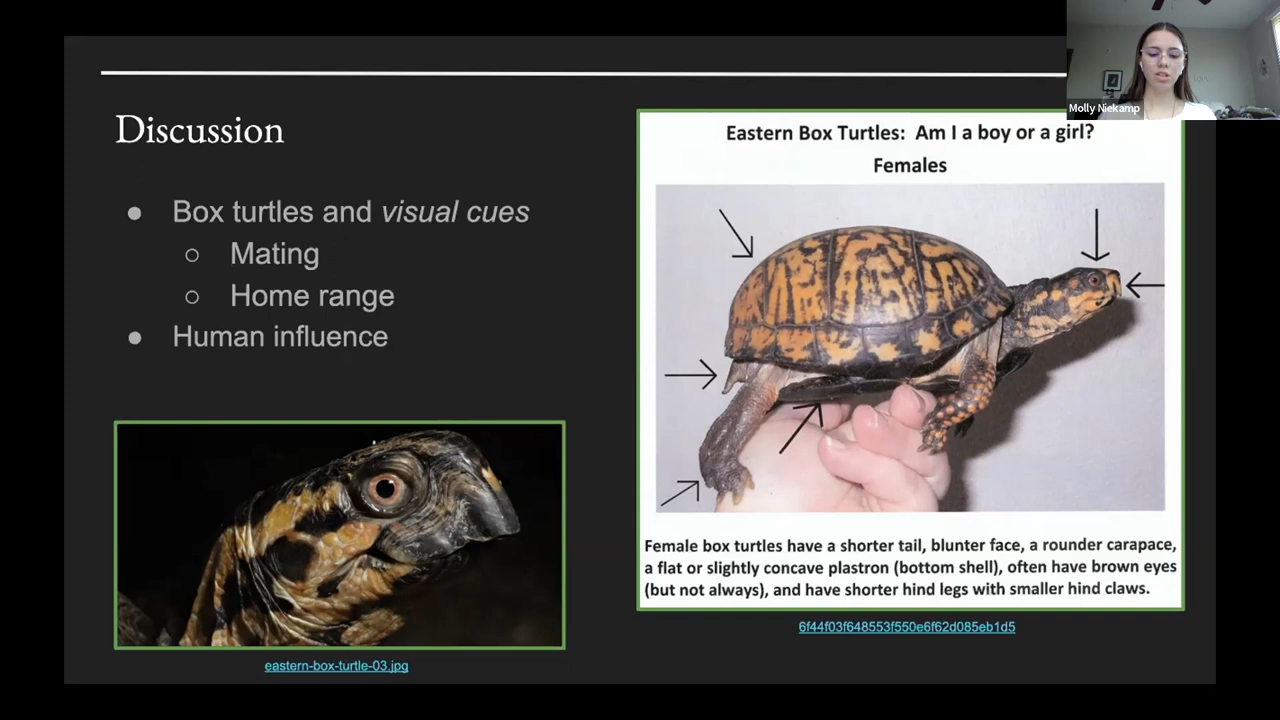 Molly Niekamp
Discussion
● Box turtles and visual cues
○ Mating
○ Home range
● Human influence
eastern-box-turtle-03.jpg
Eastern Box Turtles: Am I a boy or a girl?
Females
Female box turtles have a shorter tail, blunter face, a rounder carapace,
a flat or slightly concave plastron (bottom shell), often have brown eyes
(but not always), and have shorter hind legs with smaller hind claws.
6f44f03f648553f550e6f62d085eb1d5